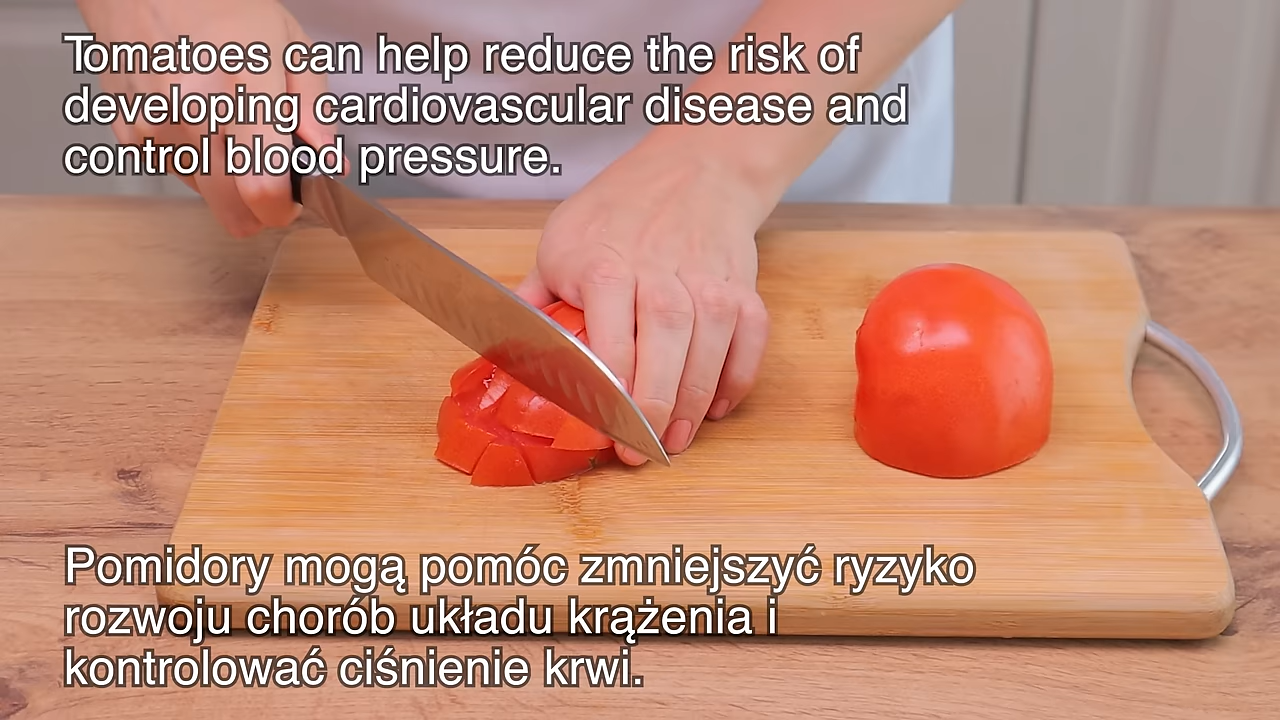 Tomatoes can help reduce the risk of
developing cardiovascular disease and
control blood pressure.
Pomidory mogą pomóc zmniejszyć ryzyko
rozwoju chorób układu krążenia i
kontrolować ciśnienie krwi.